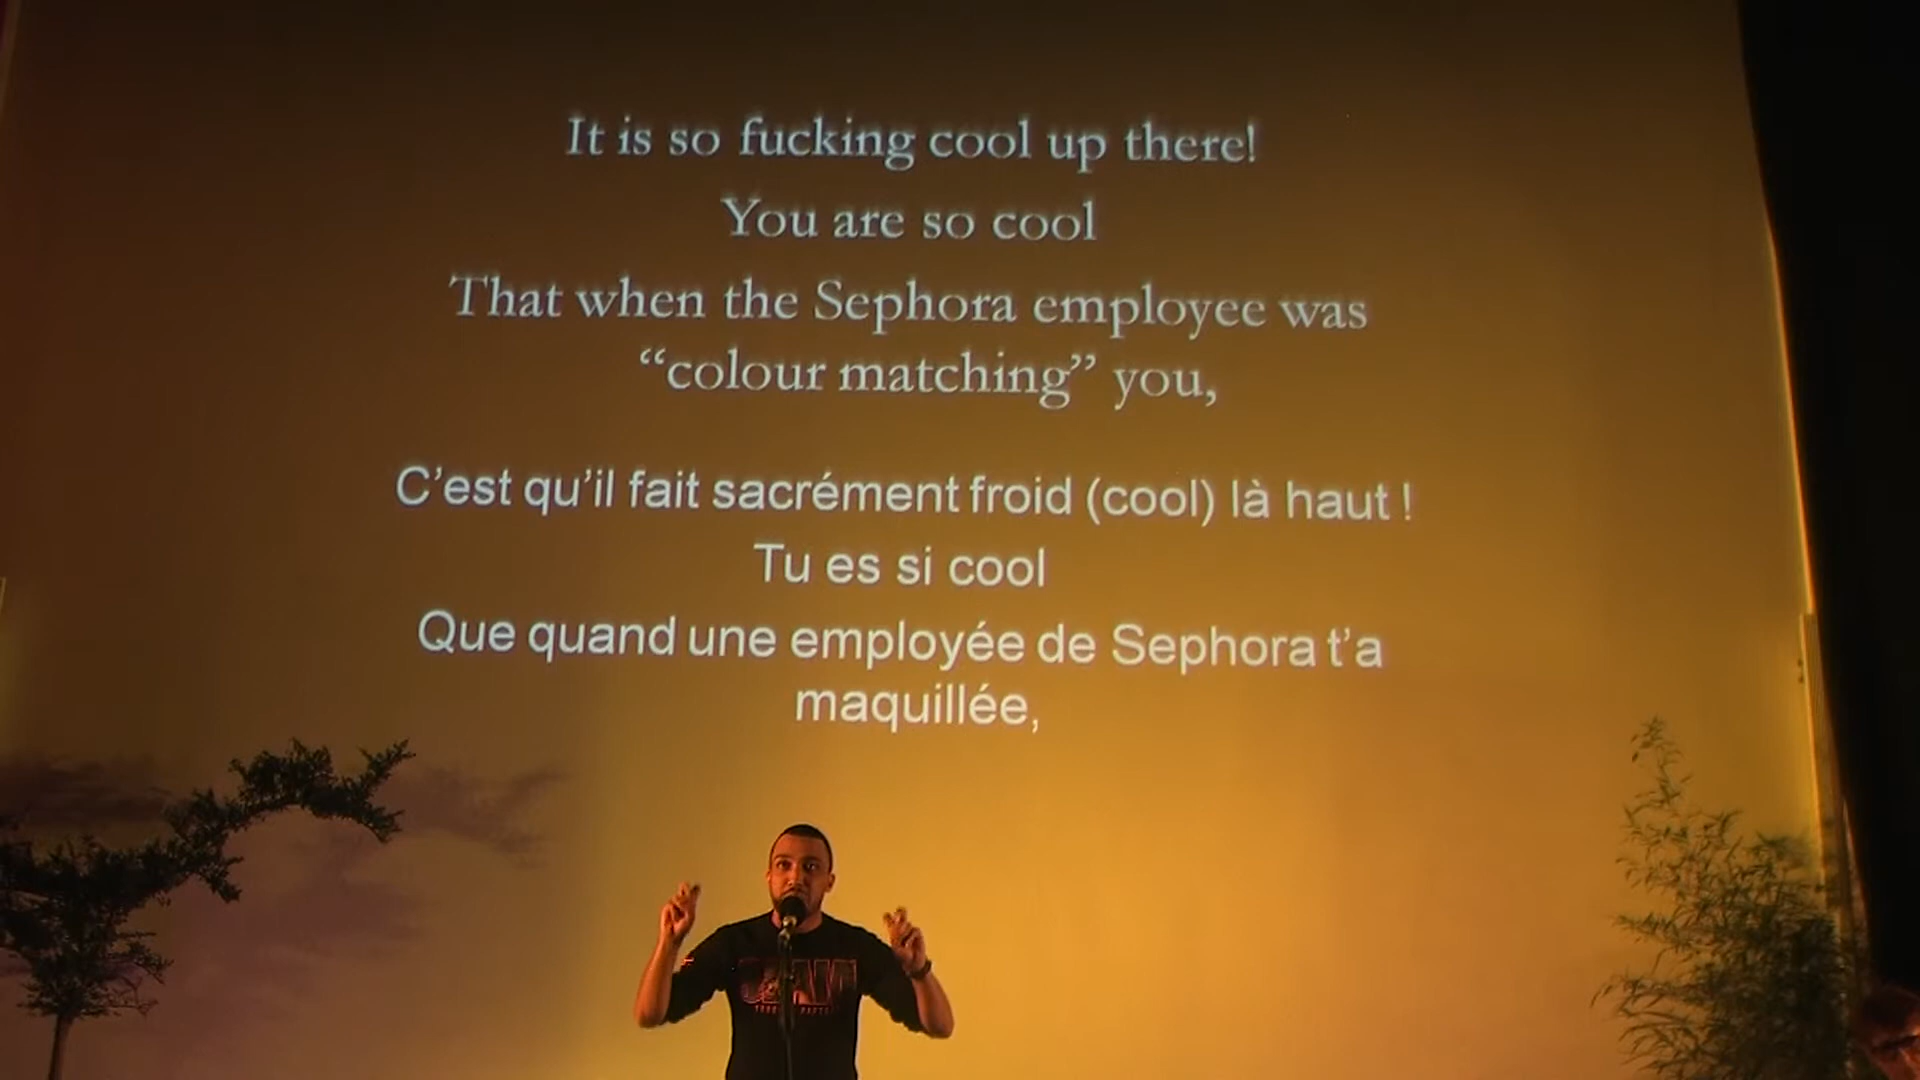 It is so fucking cool up there!
You are so cool
That when the Sephora employee was
“colour matching” you,
C’est qu’il fait sacrément froid (cool) là haut !
Tu es si cool
Que quand une employée de Sephora t’a
maquillée,